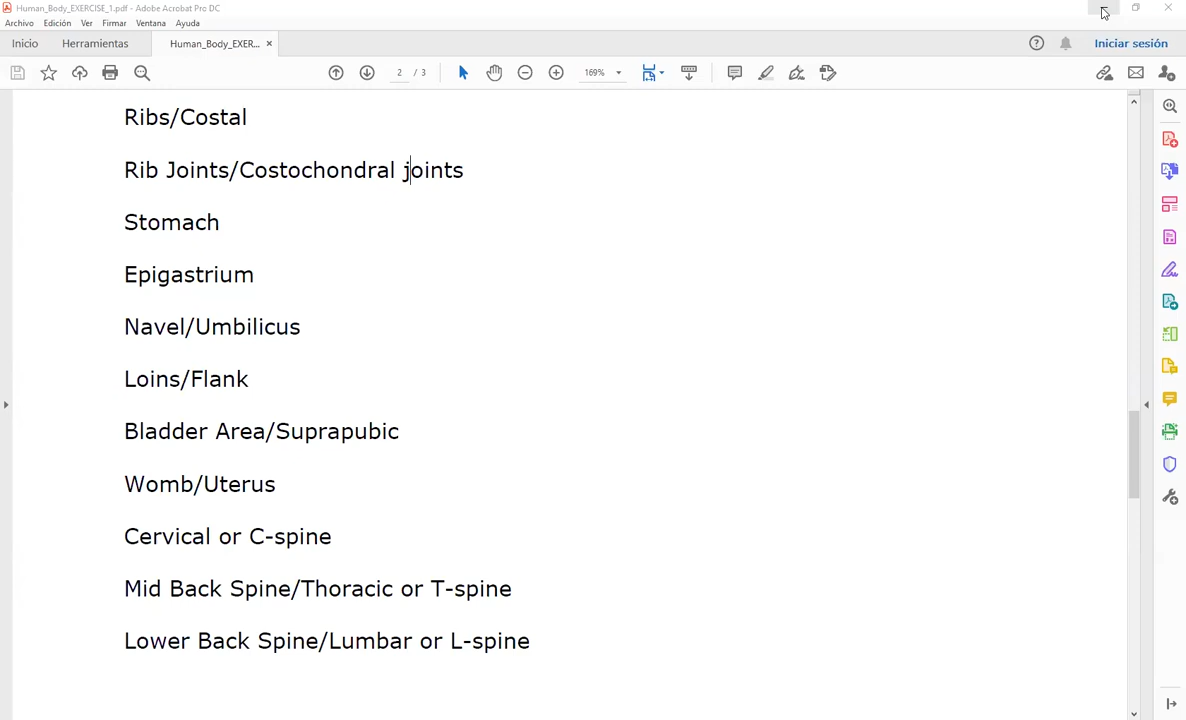 Human_Body_EXERCISE_1.pdf - Adobe Acrobat Pro DC
Archivo Edición Ver Firmar Ventana Ayuda
Inicio Herramientas Human_Body_EXER... Iniciar sesión
2 / 3 169%
Ribs/Costal
Rib Joints/Costochondral joints
Stomach
Epigastrium
Navel/Umbilicus
Loins/Flank
Bladder Area/Suprapubic
Womb/Uterus
Cervical or C-spine
Mid Back Spine/Thoracic or T-spine
Lower Back Spine/Lumbar or L-spine